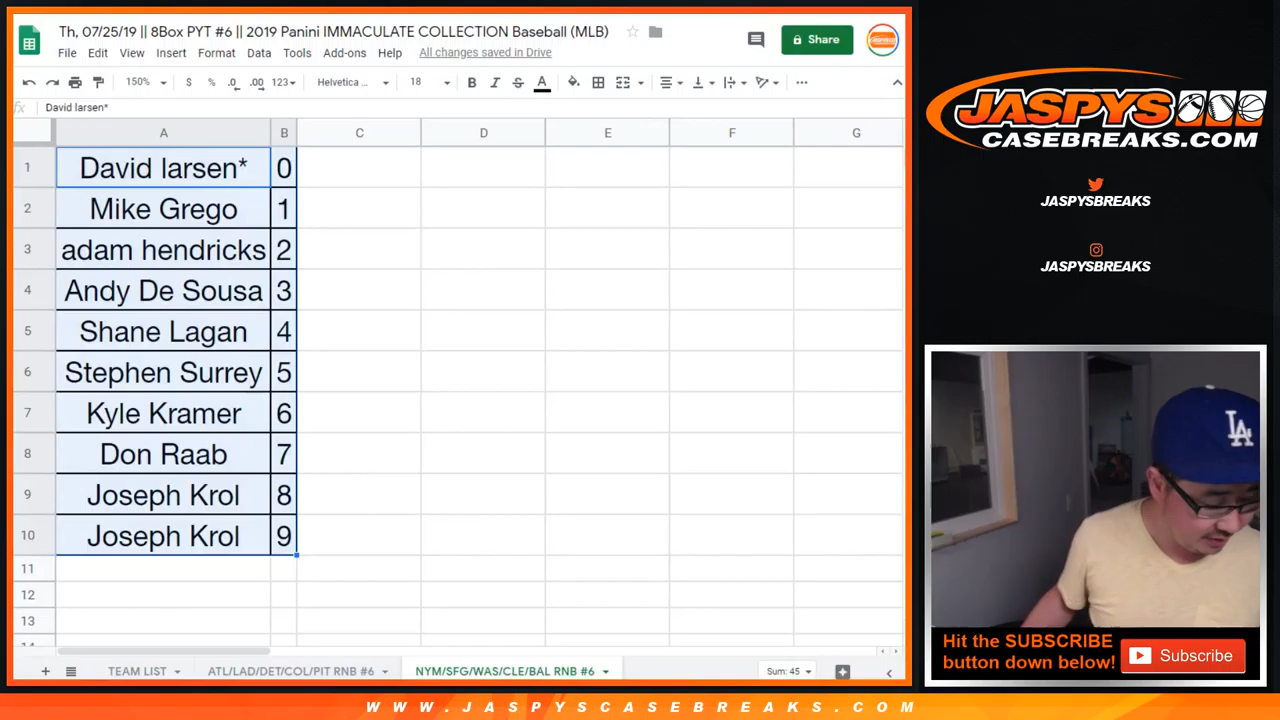 Th, 07/25/19 || 8Box PYT #6 || 2019 Panini IMMACULATE COLLECTION Baseball (MLB)
File Edit View Insert Format Data Tools Add-ons Help All changes saved in Drive
Share
150% $ % .0 .00 123 Helvetica ... 18 B I S A
fx David larsen*
A B C D E F G
1 David larsen* 0
2 Mike Grego 1
3 adam hendricks 2
4 Andy De Sousa 3
5 Shane Lagan 4
6 Stephen Surrey 5
7 Kyle Kramer 6
8 Don Raab 7
9 Joseph Krol 8
10 Joseph Krol 9
11
12
13
14
+ TEAM LIST ATL/LAD/DET/COL/PIT RNB #6 NYM/SFG/WAS/CLE/BAL RNB #6 Sum: 45
JASPYS
CASEBREAKS.COM
JASPYSBREAKS
JASPYSBREAKS
LA
Hit the SUBSCRIBE
button down below!
Subscribe
WWW.JASPYSCASEBREAKS.COM